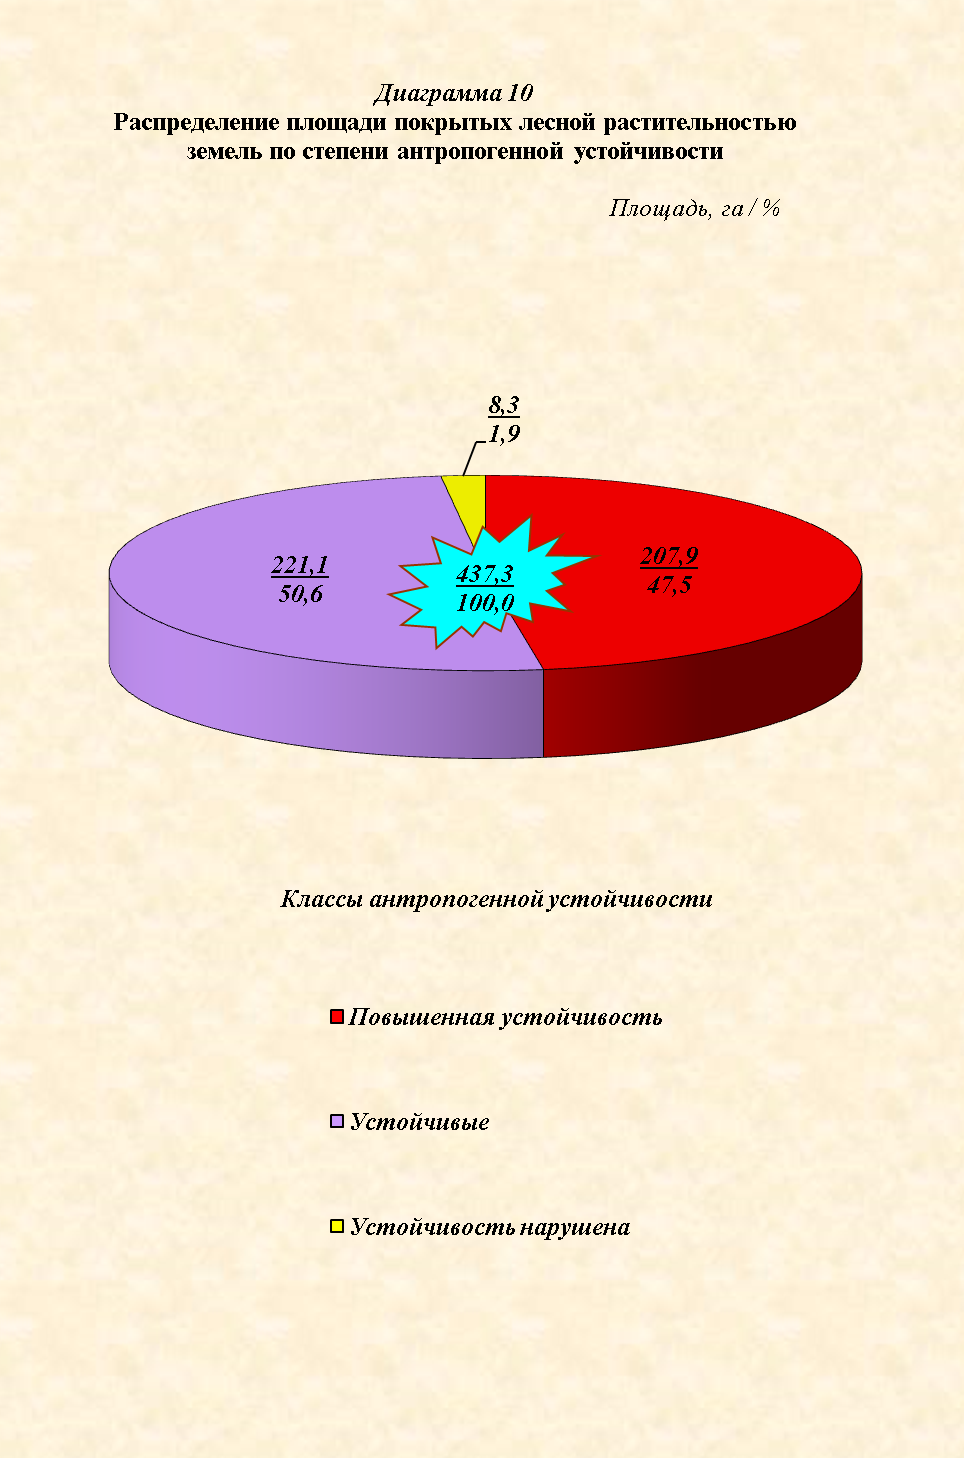 Диаграмма 10
Распределение площади покрытых лесной растительностью
земель по степени антропогенной устойчивости
Площадь, га / %
8,3
1,9
221,1
50,6
437,3
100,0
207,9
47,5
Классы антропогенной устойчивости
Повышенная устойчивость
Устойчивые
Устойчивость нарушена